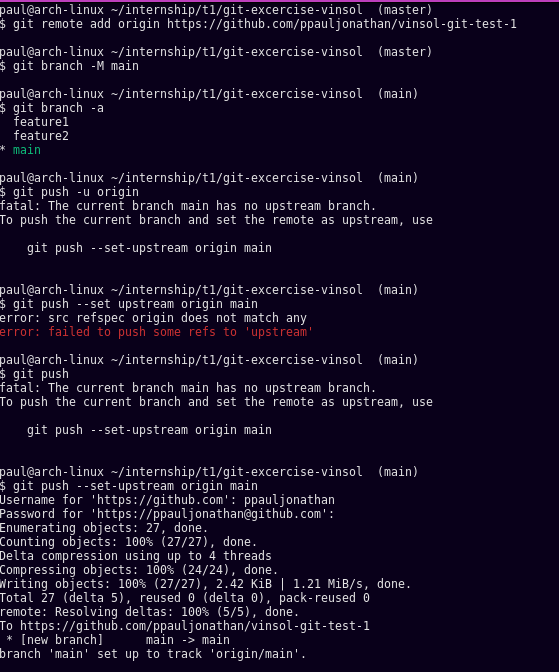 paul@arch-linux ~/internship/t1/git-excercise-vinsol  (master)
$ git remote add origin https://github.com/ppauljonathan/vinsol-git-test-1
paul@arch-linux ~/internship/t1/git-excercise-vinsol  (master)
$ git branch -M main
paul@arch-linux ~/internship/t1/git-excercise-vinsol  (main)
$ git branch -a
  feature1
  feature2
* main
paul@arch-linux ~/internship/t1/git-excercise-vinsol  (main)
$ git push -u origin
fatal: The current branch main has no upstream branch.
To push the current branch and set the remote as upstream, use
    git push --set-upstream origin main
paul@arch-linux ~/internship/t1/git-excercise-vinsol  (main)
$ git push --set upstream origin main
error: src refspec origin does not match any
error: failed to push some refs to 'upstream'
paul@arch-linux ~/internship/t1/git-excercise-vinsol  (main)
$ git push
fatal: The current branch main has no upstream branch.
To push the current branch and set the remote as upstream, use
    git push --set-upstream origin main
paul@arch-linux ~/internship/t1/git-excercise-vinsol  (main)
$ git push --set-upstream origin main
Username for 'https://github.com': ppauljonathan
Password for 'https://ppauljonathan@github.com':
Enumerating objects: 27, done.
Counting objects: 100% (27/27), done.
Delta compression using up to 4 threads
Compressing objects: 100% (24/24), done.
Writing objects: 100% (27/27), 2.42 KiB | 1.21 MiB/s, done.
Total 27 (delta 5), reused 0 (delta 0), pack-reused 0
remote: Resolving deltas: 100% (5/5), done.
To https://github.com/ppauljonathan/vinsol-git-test-1
 * [new branch]      main -> main
branch 'main' set up to track 'origin/main'.